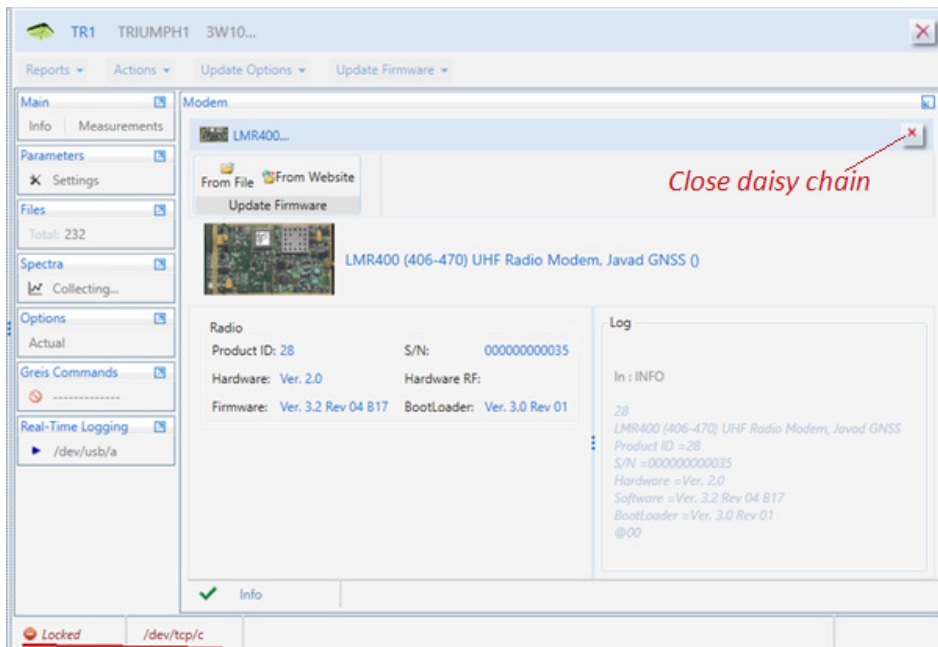 TR1 TRIUMPH1 3W10...
Reports Actions Update Options Update Firmware
Main
Info Measurements
Parameters
Settings
Files
Total: 232
Spectra
Collecting...
Options
Actual
Greis Commands
-------------
Real-Time Logging
/dev/usb/a
Modem
LMR400...
From File From Website
Update Firmware
Close daisy chain
LMR400 (406-470) UHF Radio Modem, Javad GNSS ()
Radio
Product ID: 28 S/N: 000000000035
Hardware: Ver. 2.0 Hardware RF:
Firmware: Ver. 3.2 Rev 04 B17 BootLoader: Ver. 3.0 Rev 01
Log
In : INFO
28
LMR400 (406-470) UHF Radio Modem, Javad GNSS
Product ID =28
S/N =000000000035
Hardware =Ver. 2.0
Software =Ver. 3.2 Rev 04 B17
BootLoader =Ver. 3.0 Rev 01
@00
Info
Locked /dev/tcp/c